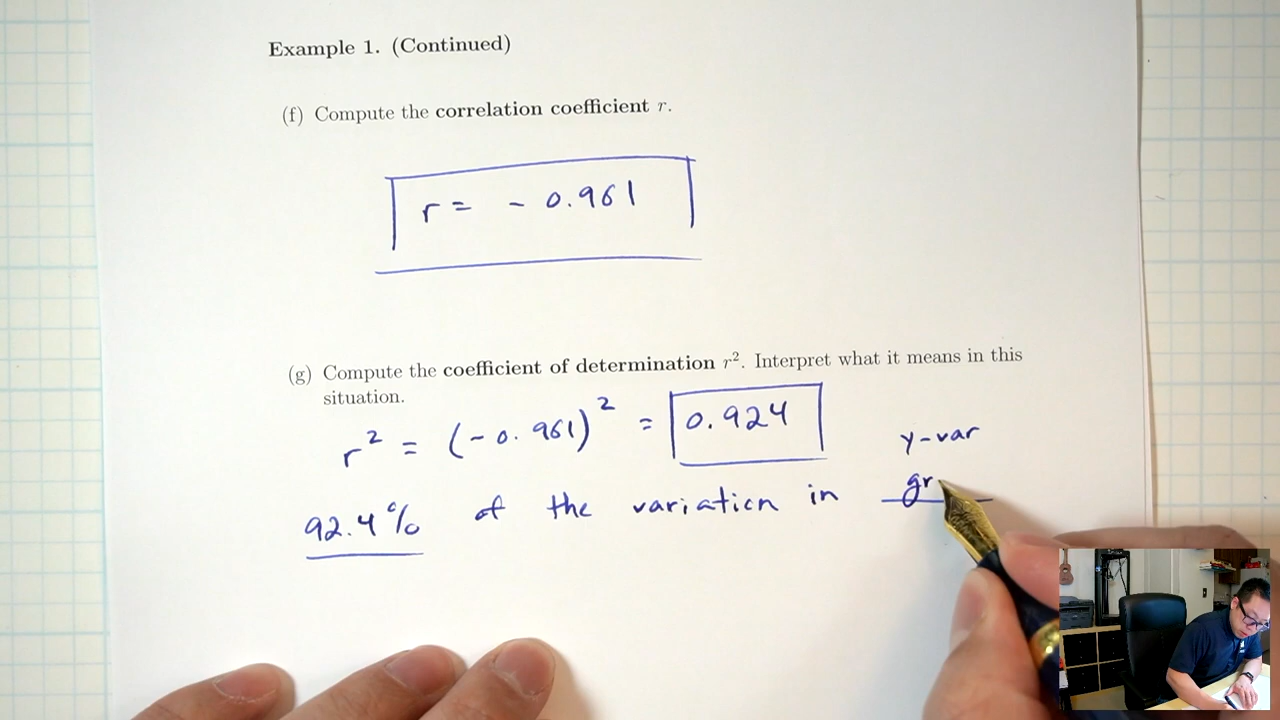 Example 1. (Continued)
(f) Compute the correlation coefficient r.
r = - 0.961
(g) Compute the coefficient of determination r². Interpret what it means in this
situation.
r² = (-0.961)² = 0.924
y-var
92.4% of the variation in gr